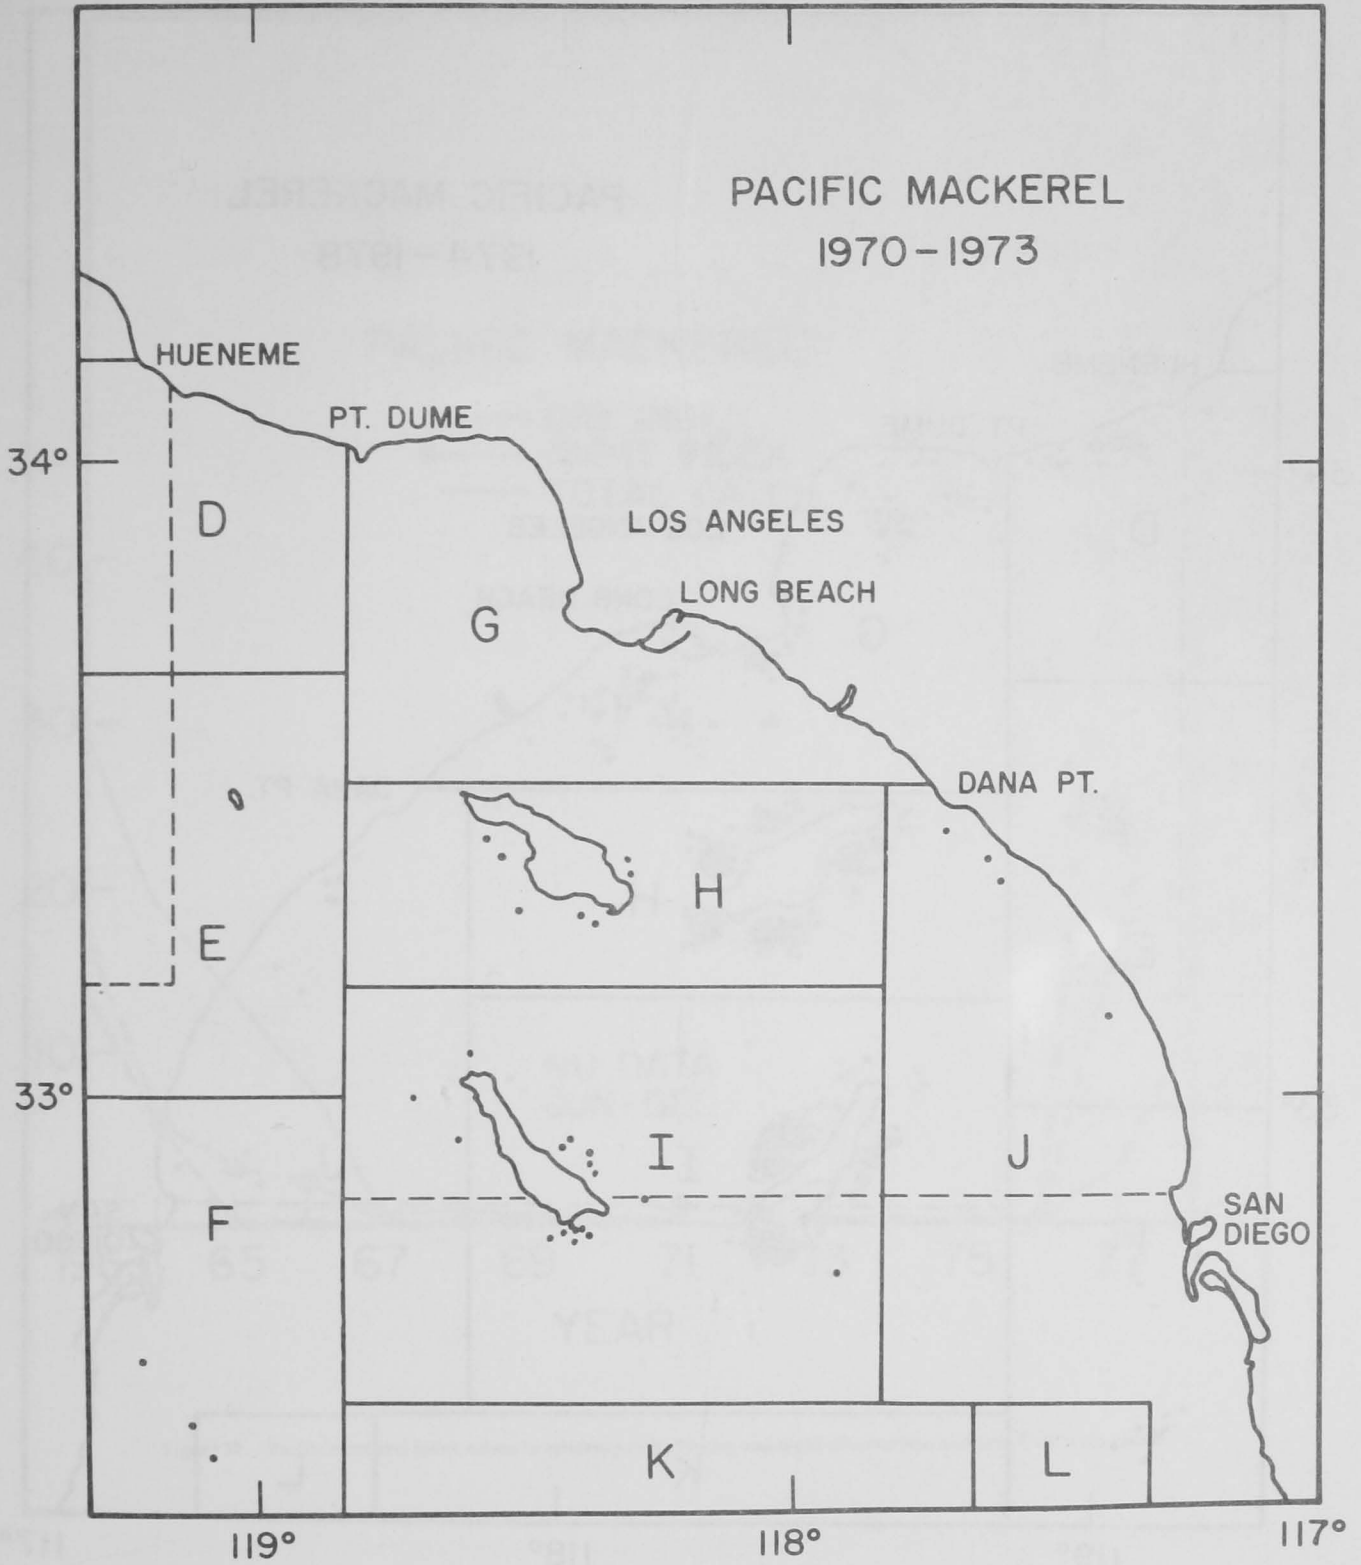 PACIFIC MACKEREL
1970-1973
HUENEME
PT. DUME
34°
D
LOS ANGELES
LONG BEACH
G
DANA PT.
H
E
33°
I
J
SAN
DIEGO
F
K
L
119°
118°
117°